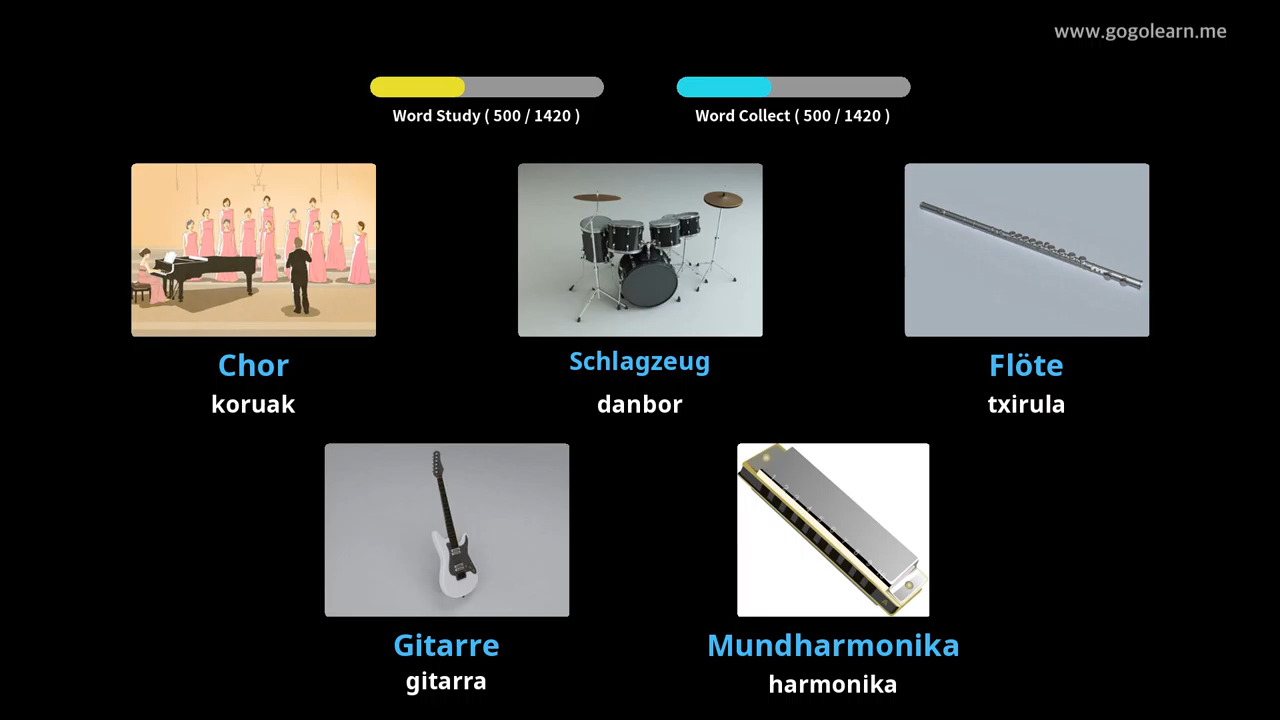 www.gogolearn.me
Word Study ( 500 / 1420 )
Word Collect ( 500 / 1420 )
Chor
koruak
Schlagzeug
danbor
Flöte
txirula
Gitarre
gitarra
Mundharmonika
harmonika